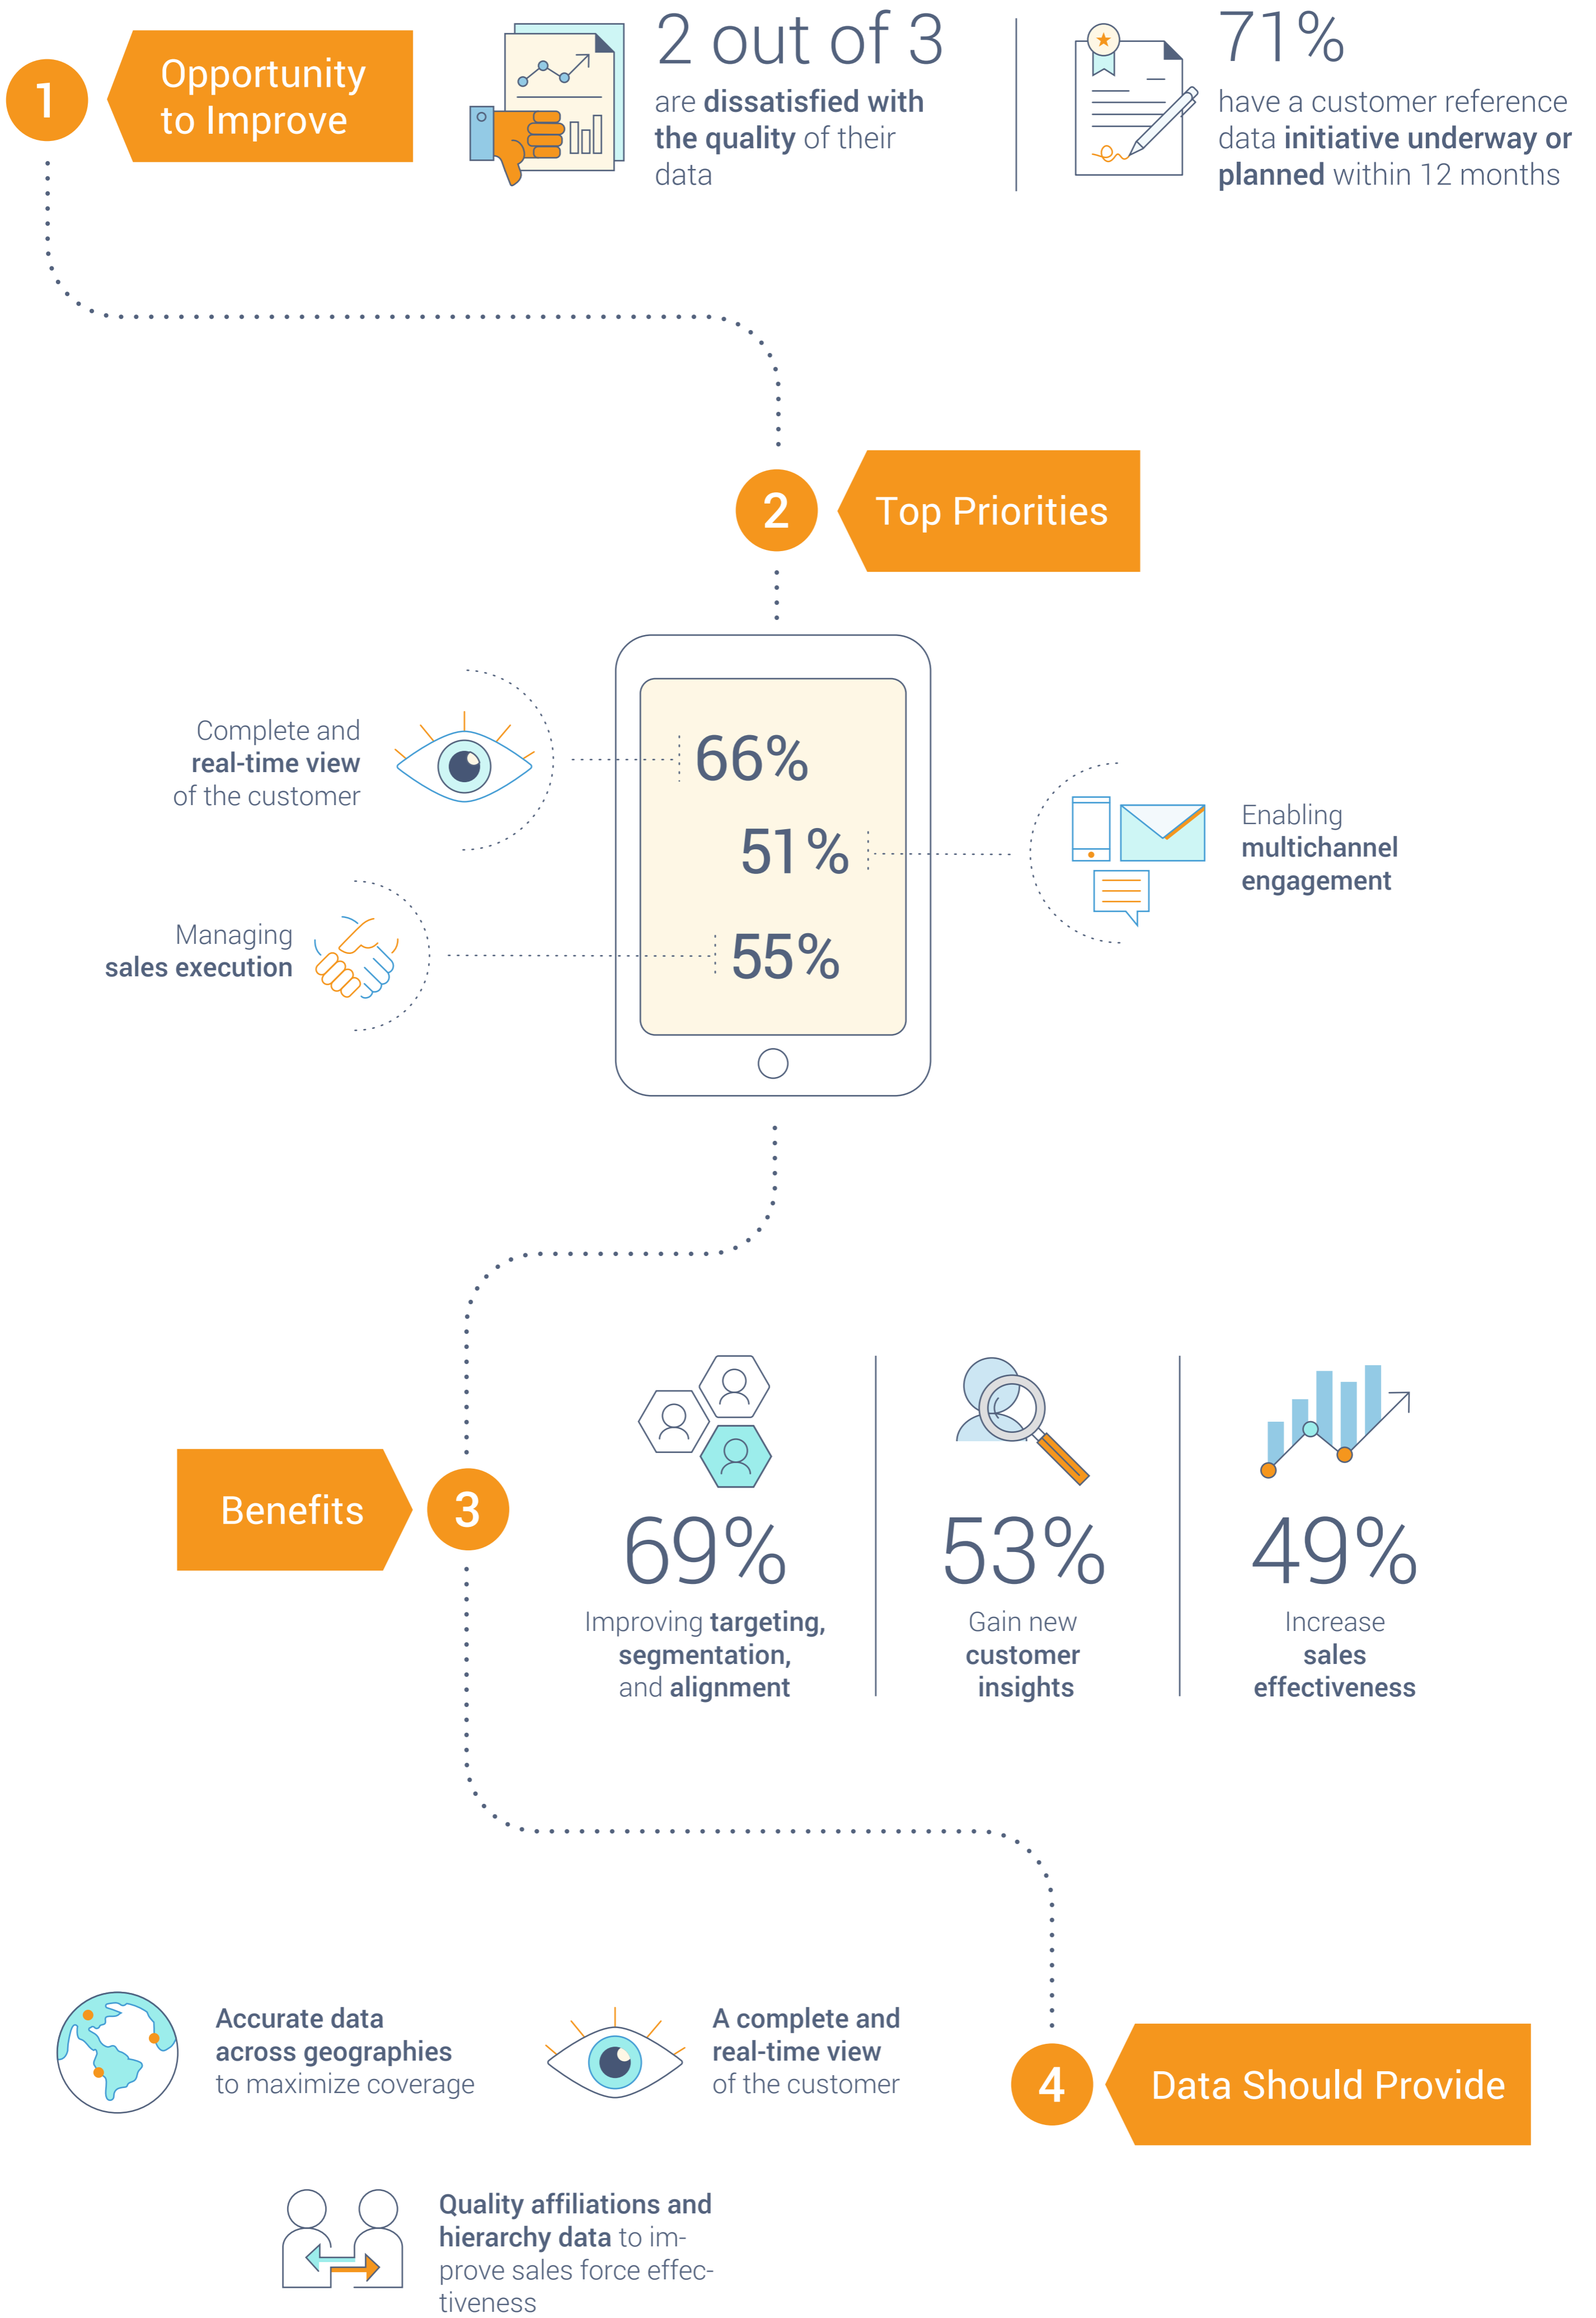 1
Opportunity
to Improve
2 out of 3
are dissatisfied with
the quality of their
data
71%
have a customer reference
data initiative underway or
planned within 12 months
2
Top Priorities
Complete and
real-time view
of the customer
66%
51%
Enabling
multichannel
engagement
Managing
sales execution
55%
Benefits
3
69%
Improving targeting,
segmentation,
and alignment
53%
Gain new
customer
insights
49%
Increase
sales
effectiveness
4
Data Should Provide
Accurate data
across geographies
to maximize coverage
A complete and
real-time view
of the customer
Quality affiliations and
hierarchy data to im-
prove sales force effec-
tiveness